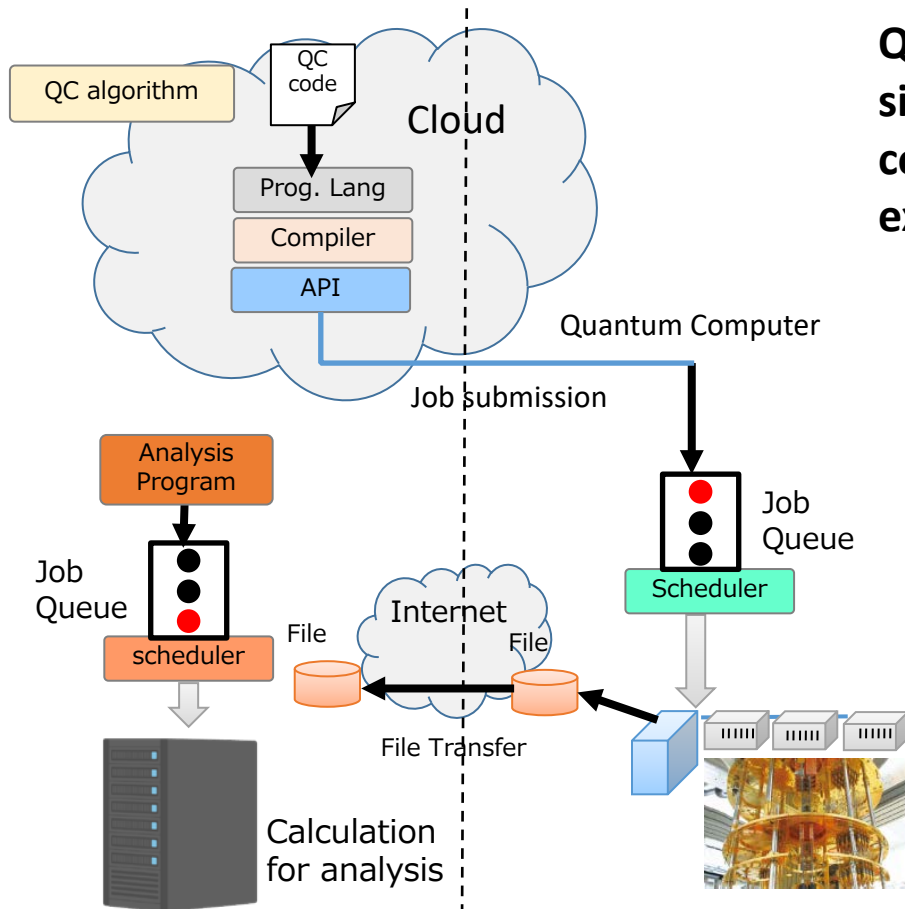 QC algorithm
QC
code
Cloud
Prog. Lang
Compiler
API
Quantum Computer
Job submission
Analysis
Program
Job
Queue
scheduler
Job
Queue
Scheduler
Internet
File
File
File Transfer
Calculation
for analysis